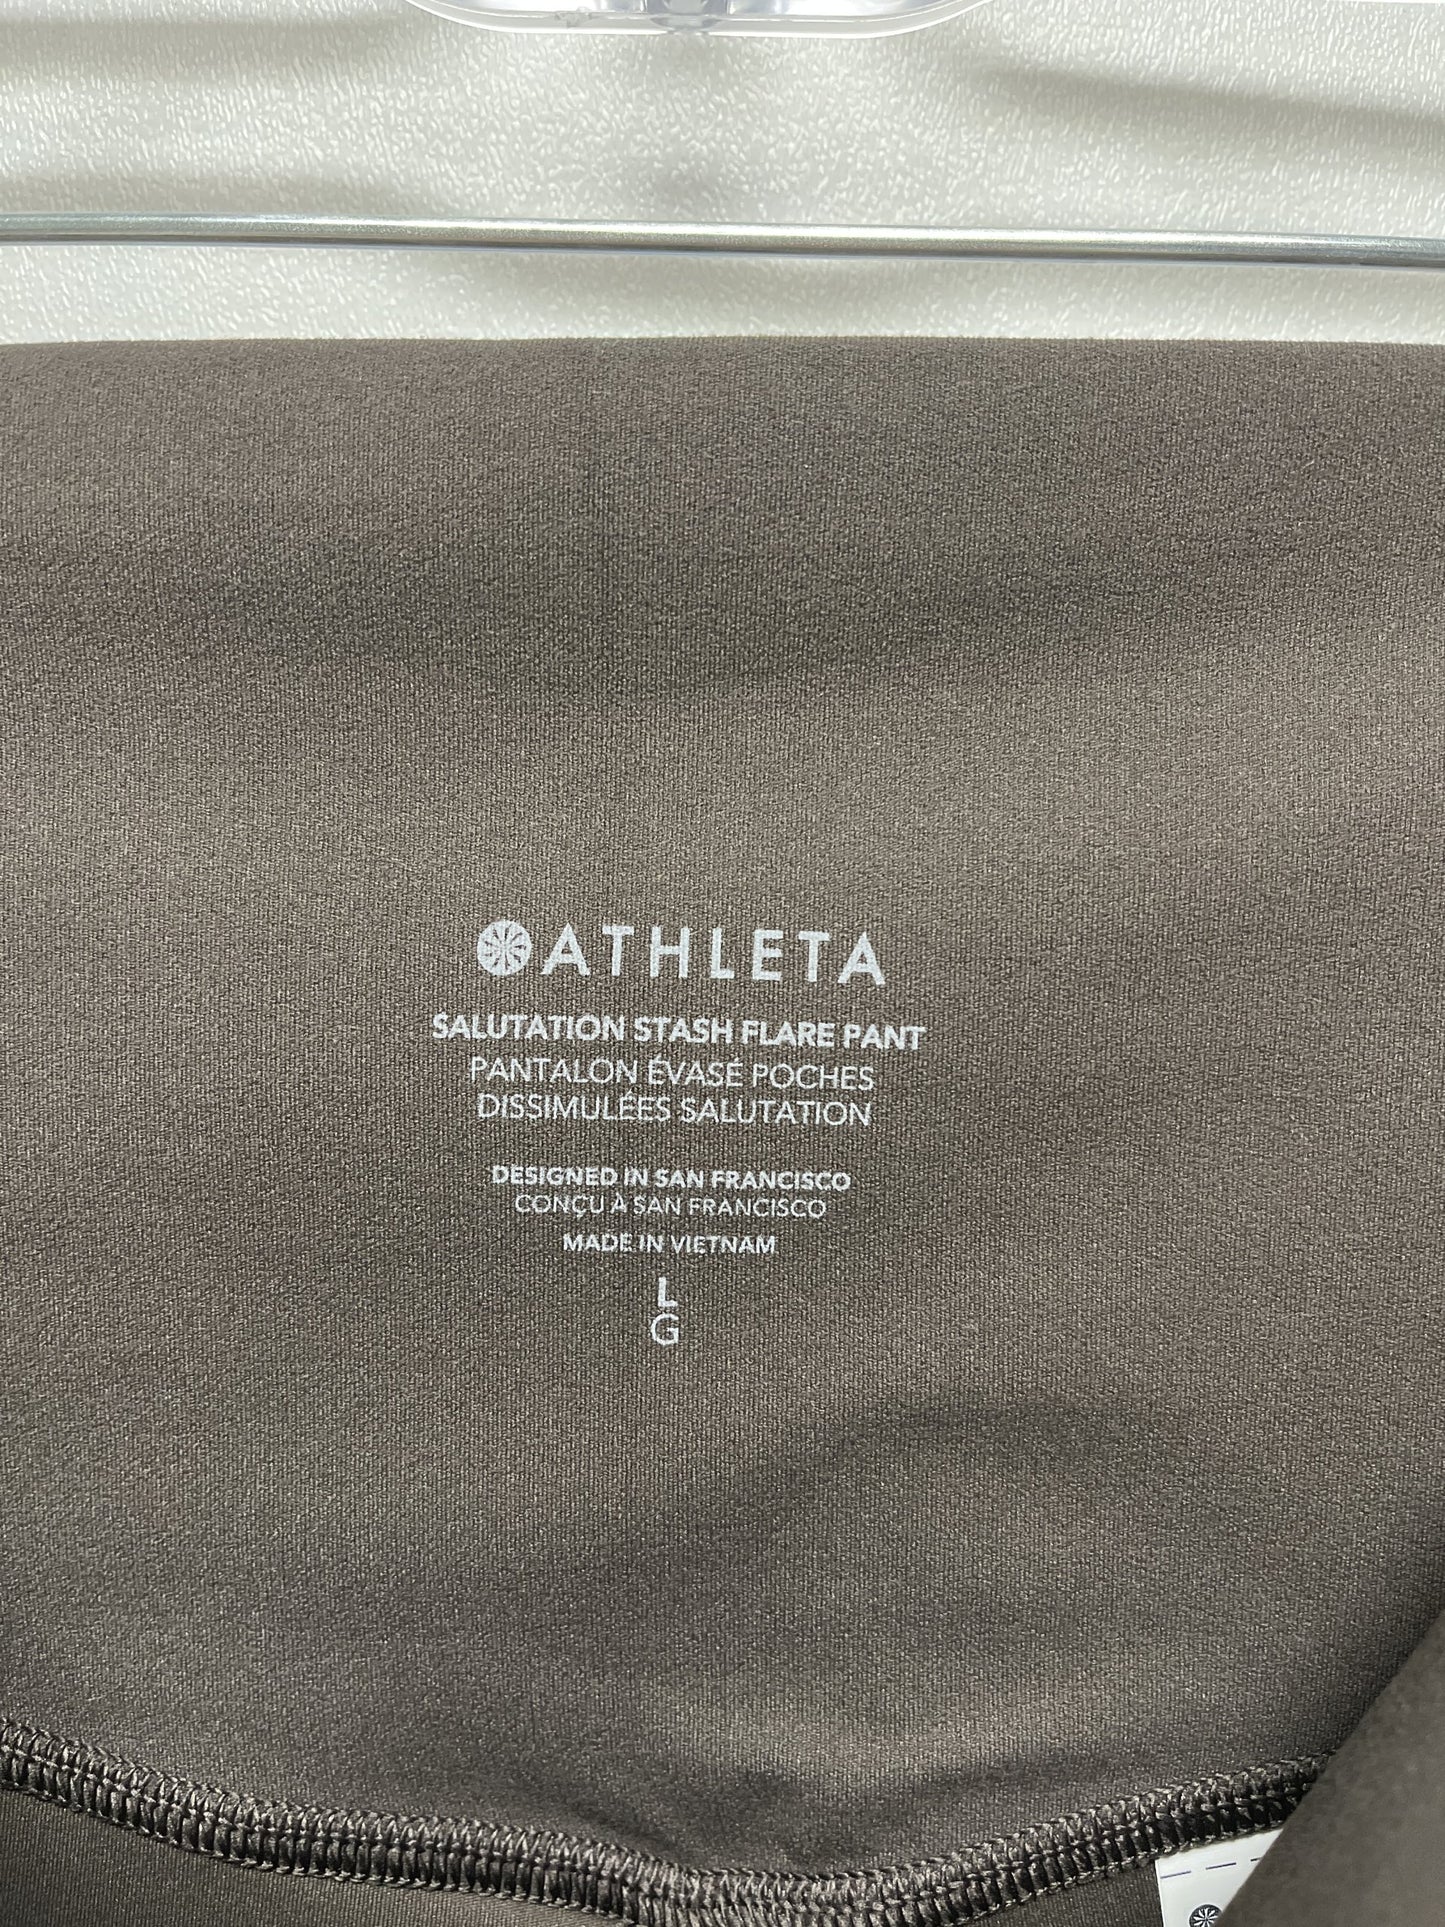 ATHLETA
SALUTATION STASH FLARE PANT
PANTALON ÉVASÉ POCHES
DISSIMULÉES SALUTATION
DESIGNED IN SAN FRANCISCO
CONÇU À SAN FRANCISCO
MADE IN VIETNAM
L
G